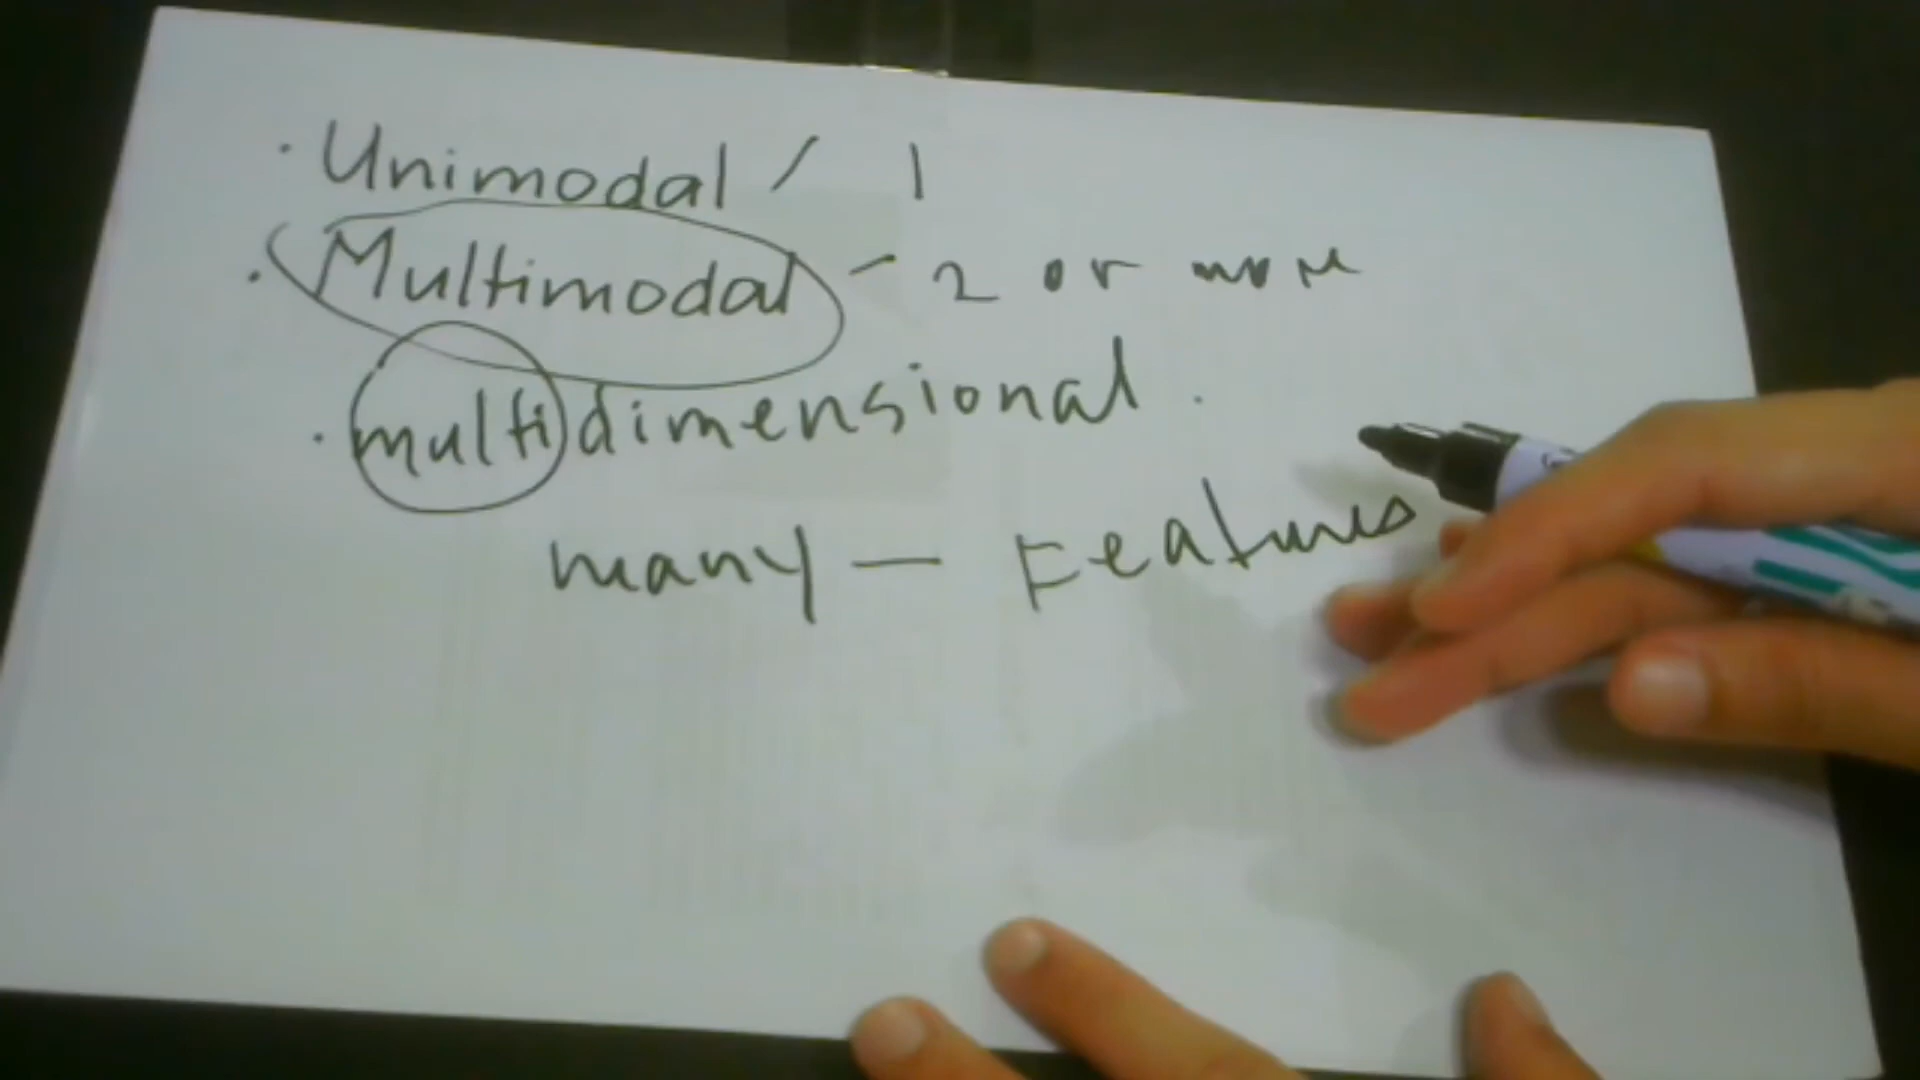 · Unimodal / 1
· Multimodal - 2 or more
· multidimensional.
many - Features